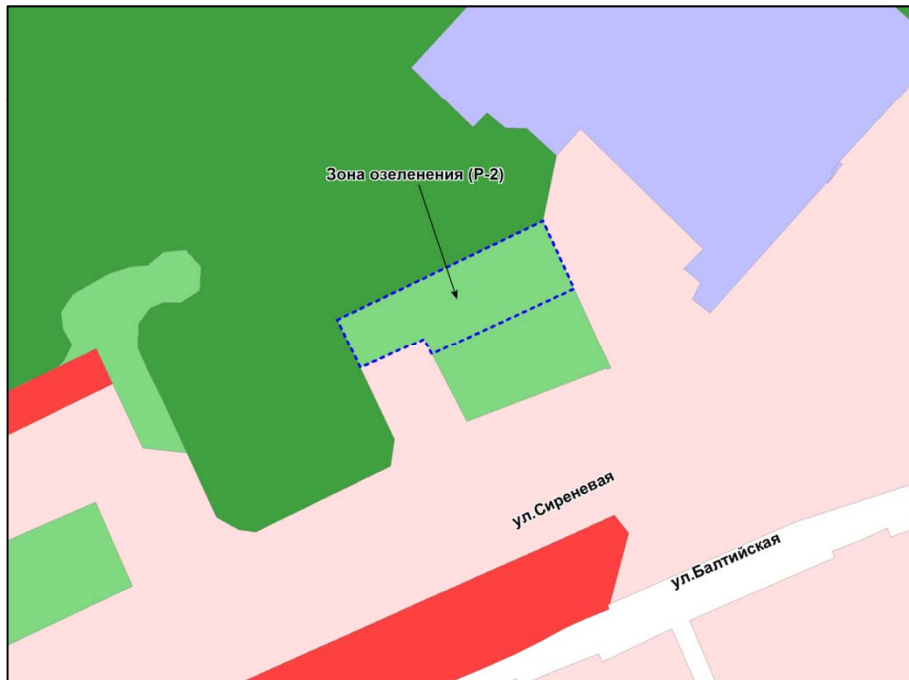 Зона озеленения (Р-2)
ул.Сиреневая
ул.Балтийская